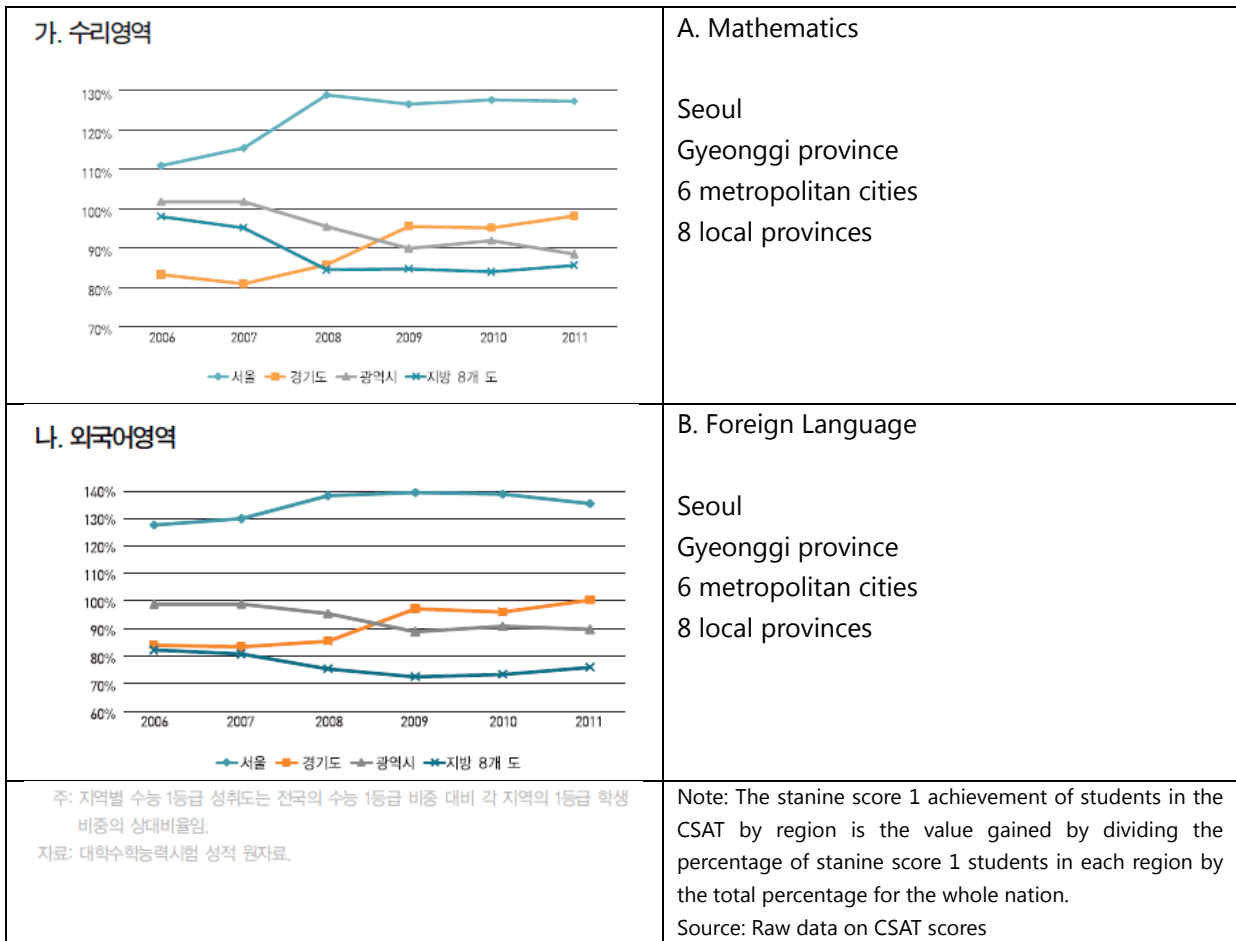 가. 수리영역
130%
120%
110%
100%
90%
80%
70%
2006 2007 2008 2009 2010 2011
서울 경기도 광역시 지방 8개 도
A. Mathematics
Seoul
Gyeonggi province
6 metropolitan cities
8 local provinces
나. 외국어영역
140%
130%
120%
110%
100%
90%
80%
70%
60%
2006 2007 2008 2009 2010 2011
서울 경기도 광역시 지방 8개 도
B. Foreign Language
Seoul
Gyeonggi province
6 metropolitan cities
8 local provinces
주: 지역별 수능 1등급 성취도는 전국의 수능 1등급 비중 대비 각 지역의 1등급 학생
비중의 상대비율임.
자료: 대학수학능력시험 성적 원자료.
Note: The stanine score 1 achievement of students in the
CSAT by region is the value gained by dividing the
percentage of stanine score 1 students in each region by
the total percentage for the whole nation.
Source: Raw data on CSAT scores